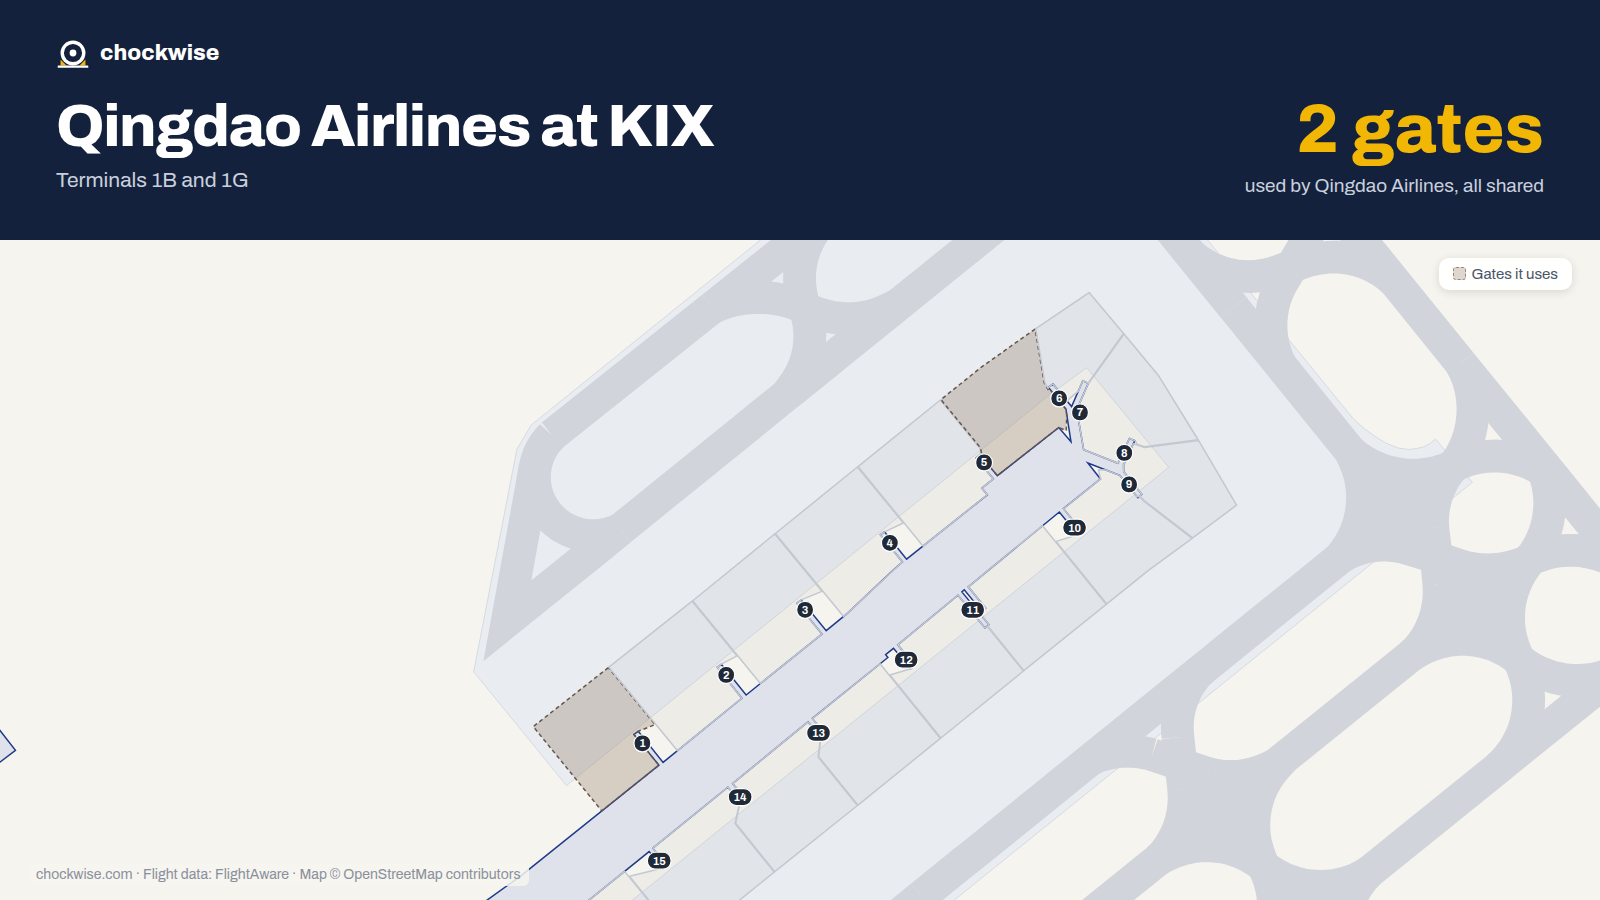 chockwise
Qingdao Airlines at KIX
Terminals 1B and 1G
2 gates
used by Qingdao Airlines, all shared
Gates it uses
6
7
8
5
9
10
4
3
11
12
2
13
1
14
15
chockwise.com · Flight data: FlightAware · Map © OpenStreetMap contributors